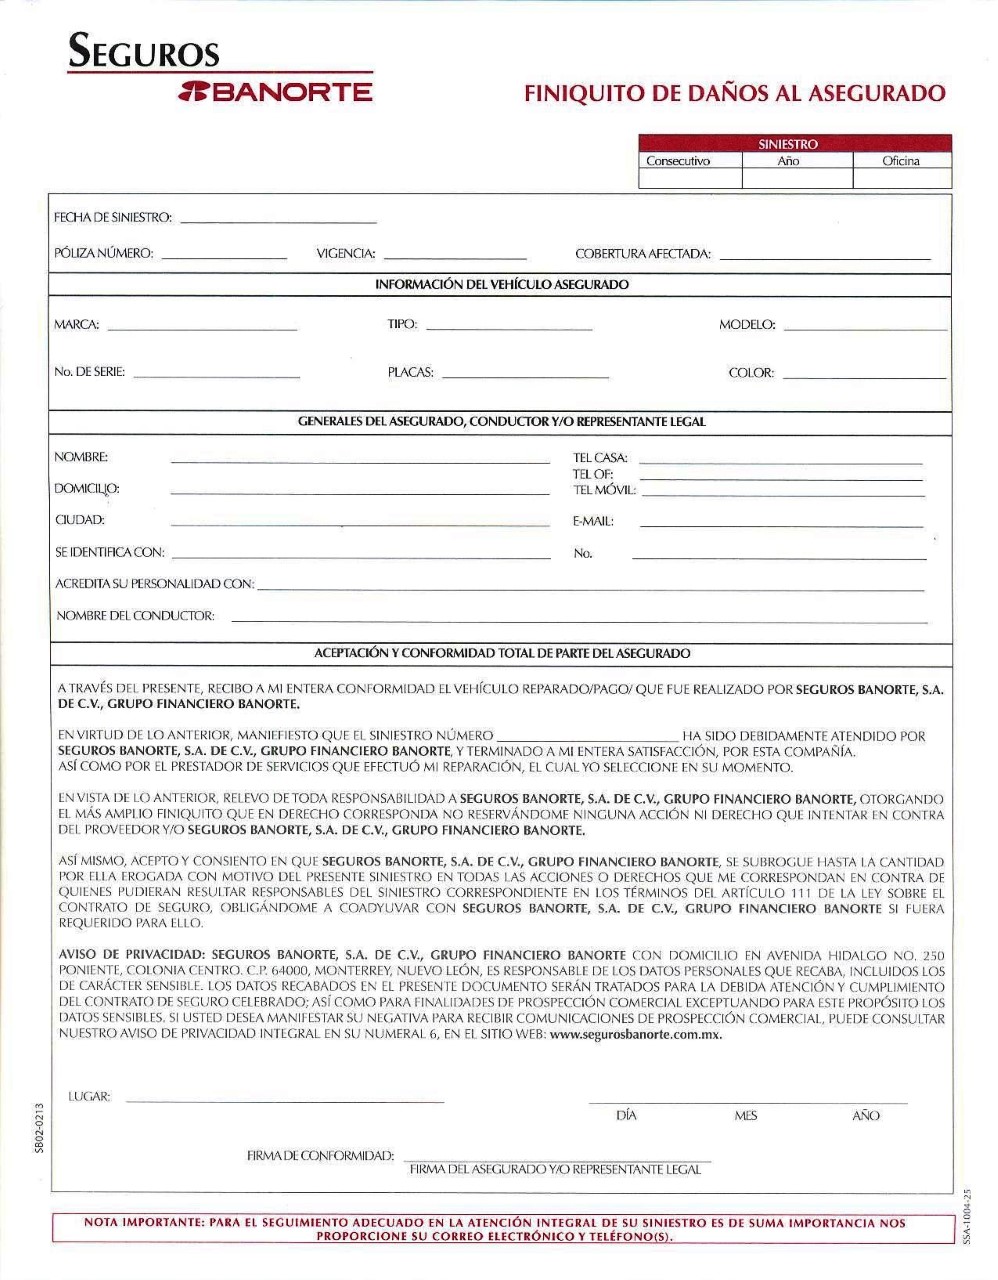 SEGUROS
BANORTE
FINIQUITO DE DAÑOS AL ASEGURADO
SINIESTRO
Consecutivo Año Oficina
FECHA DE SINIESTRO:
PÓLIZA NÚMERO: VIGENCIA: COBERTURA AFECTADA:
INFORMACIÓN DEL VEHÍCULO ASEGURADO
MARCA: TIPO: MODELO:
No. DE SERIE: PLACAS: COLOR:
GENERALES DEL ASEGURADO, CONDUCTOR Y/O REPRESENTANTE LEGAL
NOMBRE: TEL CASA:
TEL OF:
DOMICILIO: TEL MÓVIL:
CIUDAD: E-MAIL:
SE IDENTIFICA CON: No.
ACREDITA SU PERSONALIDAD CON:
NOMBRE DEL CONDUCTOR:
ACEPTACIÓN Y CONFORMIDAD TOTAL DE PARTE DEL ASEGURADO
A TRAVÉS DEL PRESENTE, RECIBO A MI ENTERA CONFORMIDAD EL VEHÍCULO REPARADO/PAGO/ QUE FUE REALIZADO POR SEGUROS BANORTE, S.A.
DE C.V., GRUPO FINANCIERO BANORTE.
EN VIRTUD DE LO ANTERIOR, MANIEFIESTO QUE EL SINIESTRO NÚMERO HA SIDO DEBIDAMENTE ATENDIDO POR
SEGUROS BANORTE, S.A. DE C.V., GRUPO FINANCIERO BANORTE, Y TERMINADO A MI ENTERA SATISFACCIÓN, POR ESTA COMPAÑÍA.
ASÍ COMO POR EL PRESTADOR DE SERVICIOS QUE EFECTUÓ MI REPARACIÓN, EL CUAL YO SELECCIONE EN SU MOMENTO.
EN VISTA DE LO ANTERIOR, RELEVO DE TODA RESPONSABILIDAD A SEGUROS BANORTE, S.A. DE C.V., GRUPO FINANCIERO BANORTE, OTORGANDO
EL MÁS AMPLIO FINIQUITO QUE EN DERECHO CORRESPONDA NO RESERVÁNDOME NINGUNA ACCIÓN NI DERECHO QUE INTENTAR EN CONTRA
DEL PROVEEDOR Y/O SEGUROS BANORTE, S.A. DE C.V., GRUPO FINANCIERO BANORTE.
ASÍ MISMO, ACEPTO Y CONSIENTO EN QUE SEGUROS BANORTE, S.A. DE C.V., GRUPO FINANCIERO BANORTE, SE SUBROGUE HASTA LA CANTIDAD
POR ELLA EROGADA CON MOTIVO DEL PRESENTE SINIESTRO EN TODAS LAS ACCIONES O DERECHOS QUE ME CORRESPONDAN EN CONTRA DE
QUIENES PUDIERAN RESULTAR RESPONSABLES DEL SINIESTRO CORRESPONDIENTE EN LOS TÉRMINOS DEL ARTÍCULO 111 DE LA LEY SOBRE EL
CONTRATO DE SEGURO, OBLIGÁNDOME A COADYUVAR CON SEGUROS BANORTE, S.A. DE C.V., GRUPO FINANCIERO BANORTE SI FUERA
REQUERIDO PARA ELLO.
AVISO DE PRIVACIDAD: SEGUROS BANORTE, S.A. DE C.V., GRUPO FINANCIERO BANORTE CON DOMICILIO EN AVENIDA HIDALGO NO. 250
PONIENTE, COLONIA CENTRO. C.P. 64000, MONTERREY, NUEVO LEÓN, ES RESPONSABLE DE LOS DATOS PERSONALES QUE RECABA, INCLUIDOS LOS
DE CARÁCTER SENSIBLE. LOS DATOS RECABADOS EN EL PRESENTE DOCUMENTO SERÁN TRATADOS PARA LA DEBIDA ATENCIÓN Y CUMPLIMIENTO
DEL CONTRATO DE SEGURO CELEBRADO; ASÍ COMO PARA FINALIDADES DE PROSPECCIÓN COMERCIAL EXCEPTUANDO PARA ESTE PROPÓSITO LOS
DATOS SENSIBLES. SI USTED DESEA MANIFESTAR SU NEGATIVA PARA RECIBIR COMUNICACIONES DE PROSPECCIÓN COMERCIAL, PUEDE CONSULTAR
NUESTRO AVISO DE PRIVACIDAD INTEGRAL EN SU NUMERAL 6, EN EL SITIO WEB: www.segurosbanorte.com.mx.
LUGAR:
DÍA MES AÑO
FIRMA DE CONFORMIDAD:
FIRMA DEL ASEGURADO Y/O REPRESENTANTE LEGAL
SB02-0213
SSA-1004-25
NOTA IMPORTANTE: PARA EL SEGUIMIENTO ADECUADO EN LA ATENCIÓN INTEGRAL DE SU SINIESTRO ES DE SUMA IMPORTANCIA NOS
PROPORCIONE SU CORREO ELECTRÓNICO Y TELÉFONO(S).